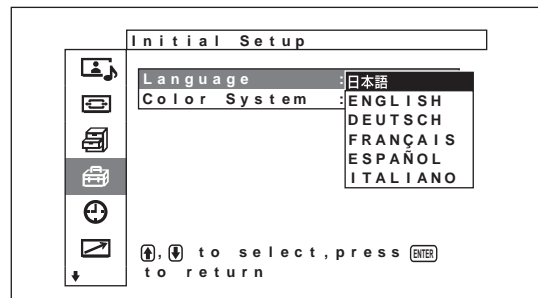 Initial Setup
Language :日本語
Color System :ENGLISH
DEUTSCH
FRANÇAIS
ESPAÑOL
ITALIANO
, to select, press ENTER
to return